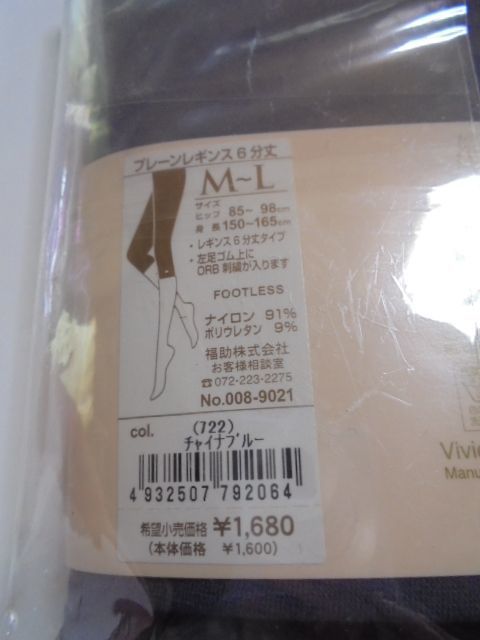 プレーンレギンス6分丈
M~L
サイズ
ヒップ 85~ 98cm
身 長 150~165cm
・レギンス6分丈タイプ
・左足ゴム上に
ORB 刺繍が入ります
FOOTLESS
ナイロン 91%
ポリウレタン 9%
福助株式会社
お客様相談室
☎072-223-2275
No.008-9021
col. (722)
チャイナブルー
4 932507 792064
希望小売価格 ¥1,680
(本体価格 ¥1,600)
Vivie
Manu